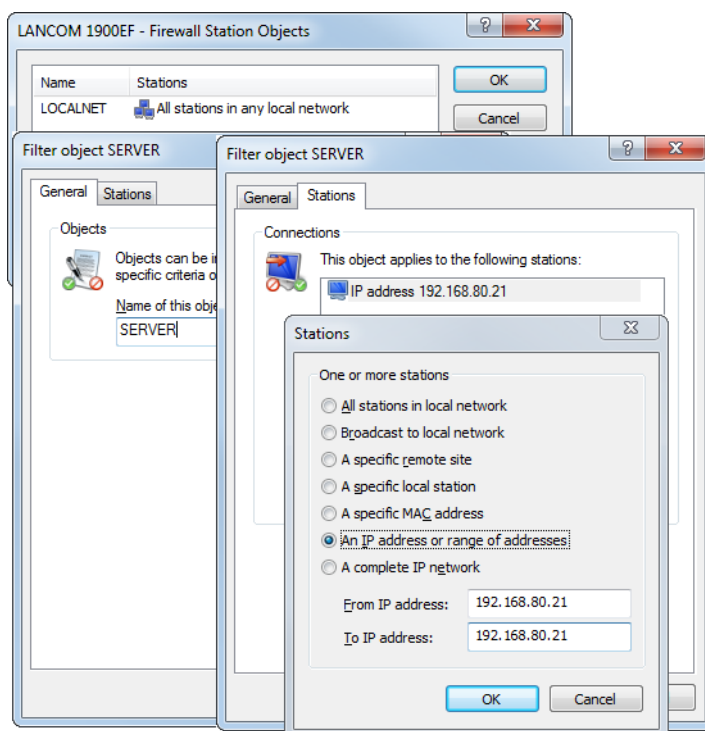 LANCOM 1900EF - Firewall Station Objects
Name Stations
LOCALNET All stations in any local network
OK
Cancel
Filter object SERVER
General Stations
Objects
Objects can be
specific criteria
Name of this
SERVER
Filter object SERVER
General Stations
Connections
This object applies to the following stations:
IP address 192.168.80.21
Stations
One or more stations
All stations in local network
Broadcast to local network
A specific remote site
A specific local station
A specific MAC address
An IP address or range of addresses
A complete IP network
From IP address: 192.168.80.21
To IP address: 192.168.80.21
OK Cancel